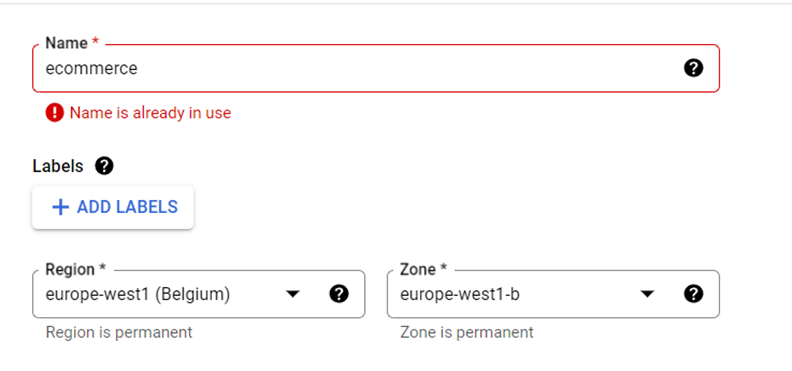 Name *
ecommerce
Name is already in use
Labels
+ ADD LABELS
Region * Zone *
europe-west1 (Belgium) europe-west1-b
Region is permanent Zone is permanent